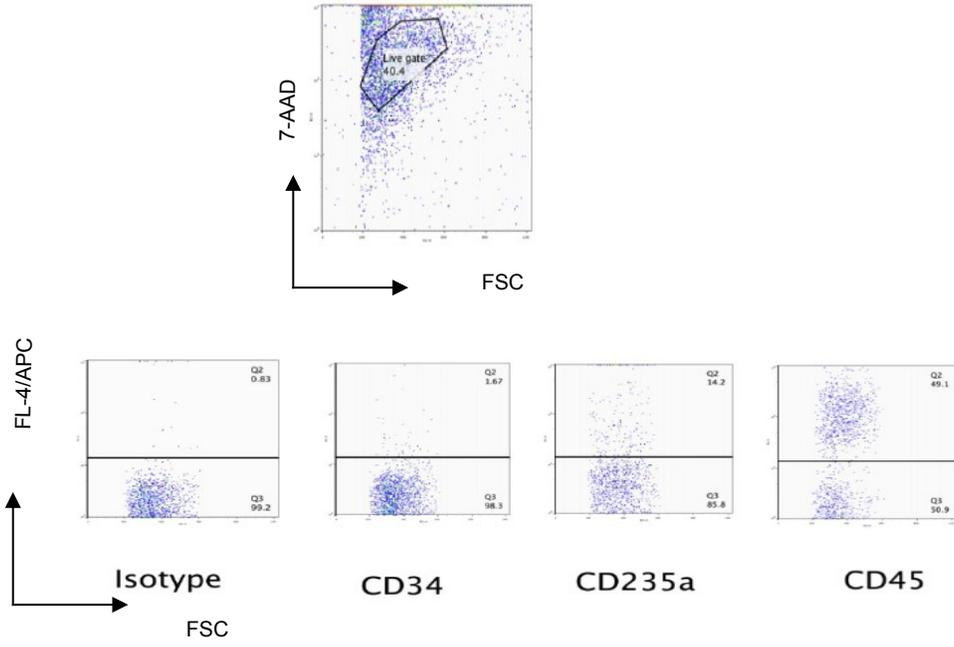 7-AAD
Live gate
40.4
FSC
FL-4/APC
Q2
0.83
Q3
99.2
Isotype
Q2
1.67
Q3
98.3
CD34
Q2
14.2
Q3
85.8
CD235a
Q2
49.1
Q3
50.9
CD45
FSC